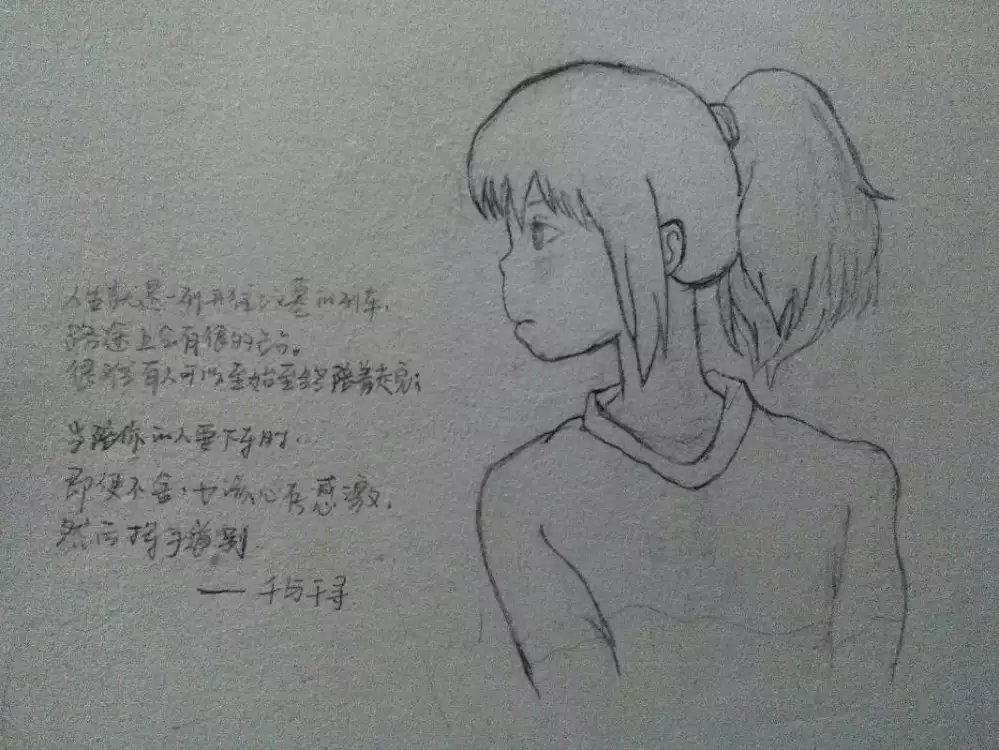 人生就是一列开往坟墓的列车,
路途上会有很多站。
很难有人可以至始至终陪着走完;
当陪你的人要下车时,
即使不舍,也该心存感激,
然后挥手道别
—— 千与千寻